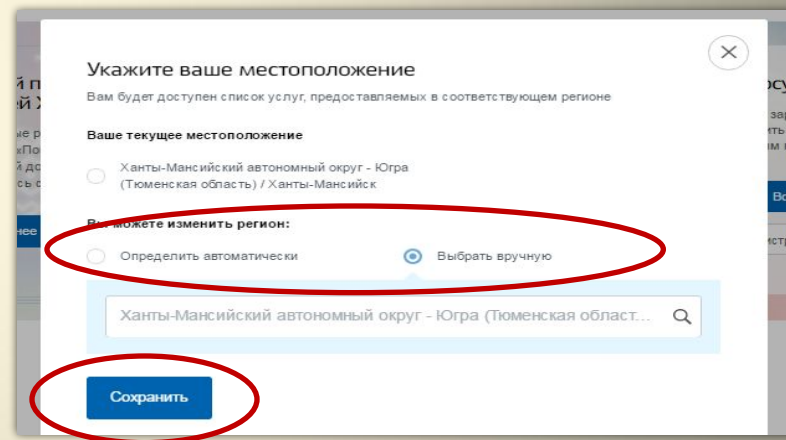 Укажите ваше местоположение
Вам будет доступен список услуг, предоставляемых в соответствующем регионе
Ваше текущее местоположение
Ханты-Мансийский автономный округ - Югра
(Тюменская область) / Ханты-Мансийск
Вы можете изменить регион:
Определить автоматически
Выбрать вручную
Ханты-Мансийский автономный округ - Югра (Тюменская област...
Сохранить